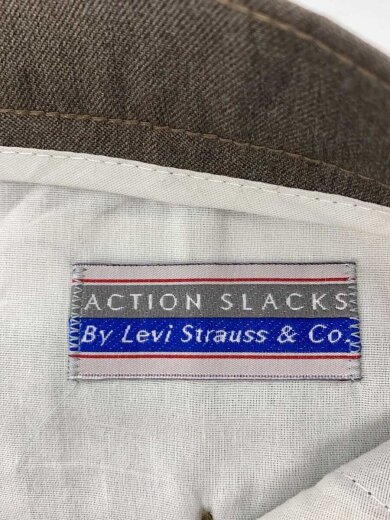 ACTION SLACKS
By Levi Strauss & Co.